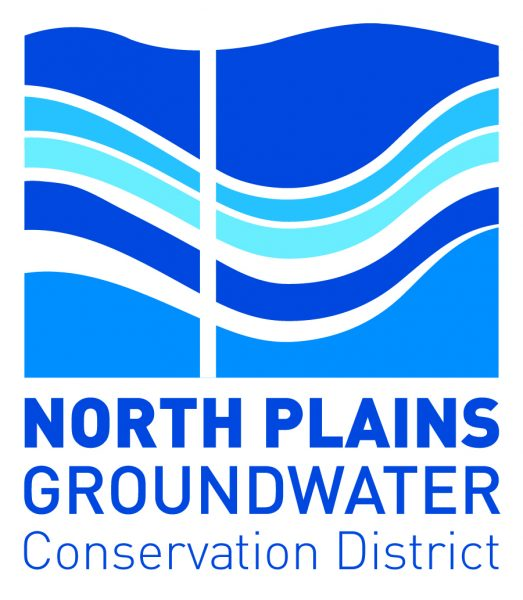 NORTH PLAINS
GROUNDWATER
Conservation District